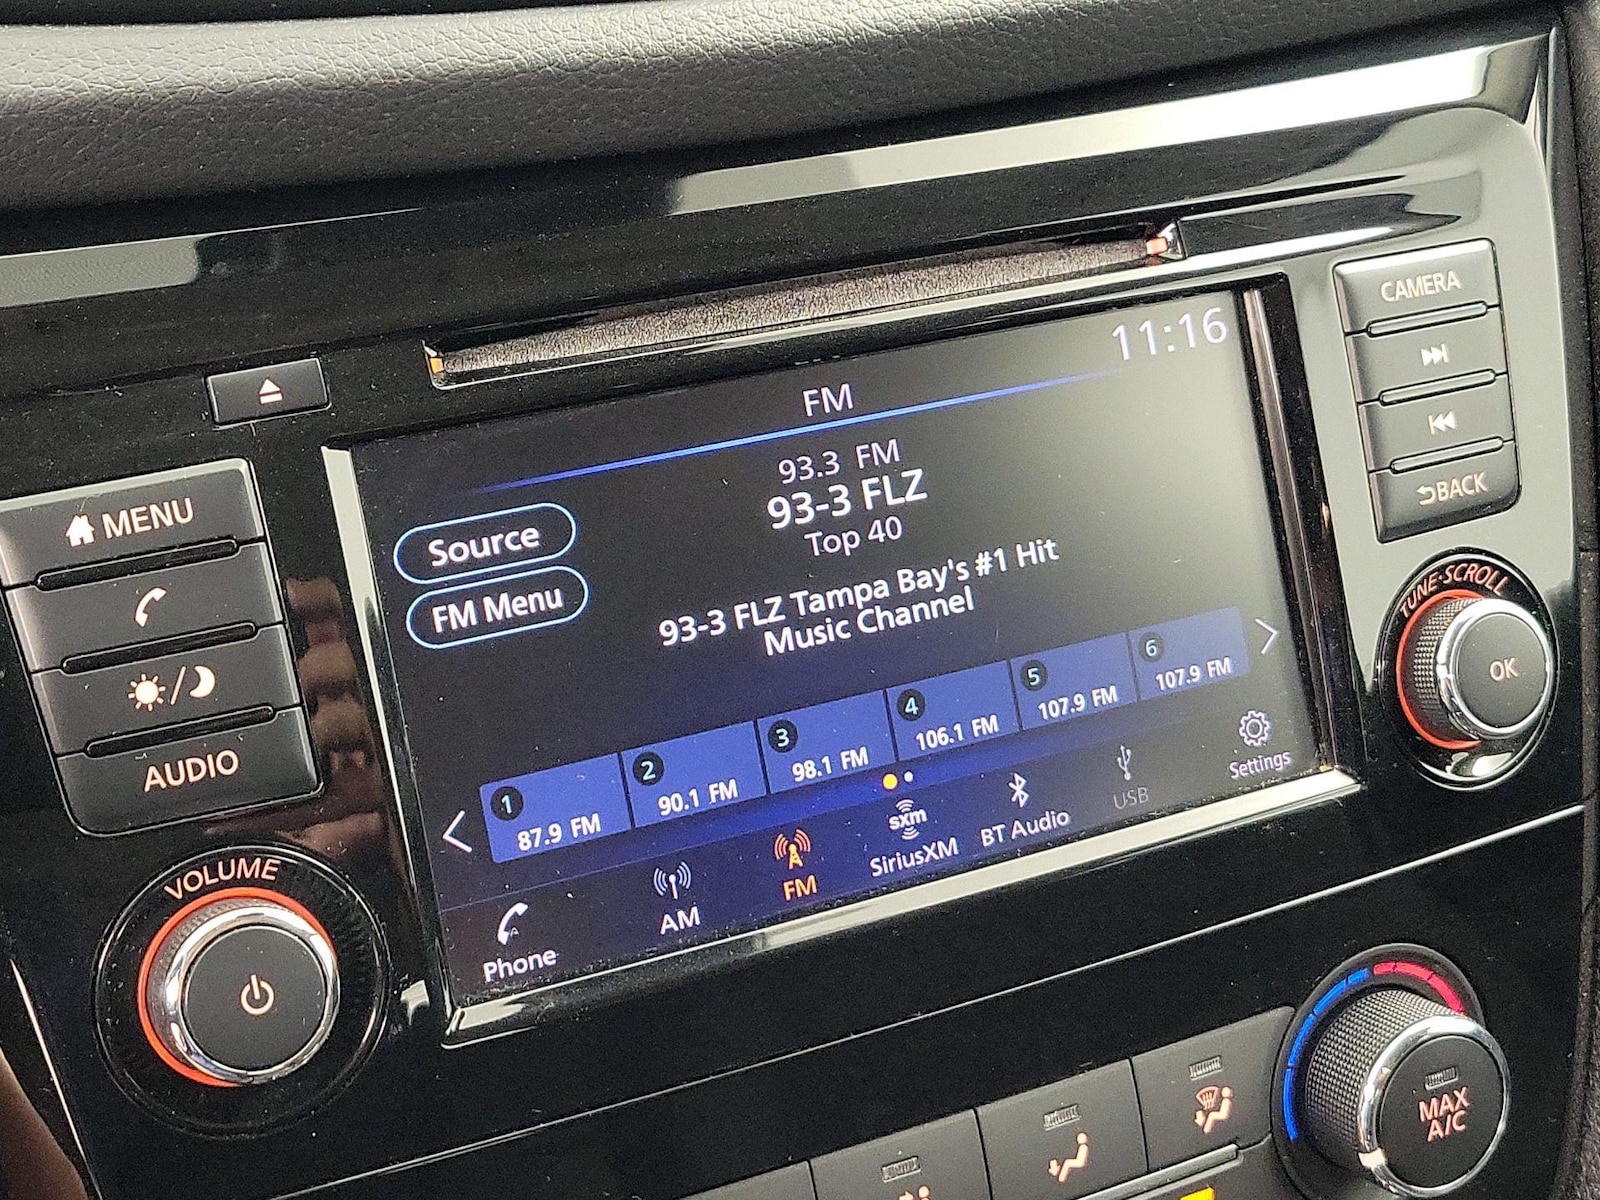 11:16
FM
CAMERA
93.3 FM
93-3 FLZ
Top 40
BACK
MENU
Source
FM Menu
93-3 FLZ Tampa Bay's #1 Hit
Music Channel
TUNE·SCROLL
OK
AUDIO
1 87.9 FM
2 90.1 FM
3 98.1 FM
4 106.1 FM
5 107.9 FM
6 107.9 FM
VOLUME
Phone
AM
FM
sxm
SiriusXM
BT Audio
USB
Settings
MAX
A/C